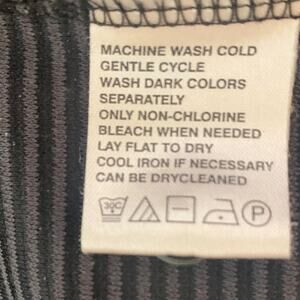 MACHINE WASH COLD
GENTLE CYCLE
WASH DARK COLORS
SEPARATELY
ONLY NON-CHLORINE
BLEACH WHEN NEEDED
LAY FLAT TO DRY
COOL IRON IF NECESSARY
CAN BE DRYCLEANED
30C P